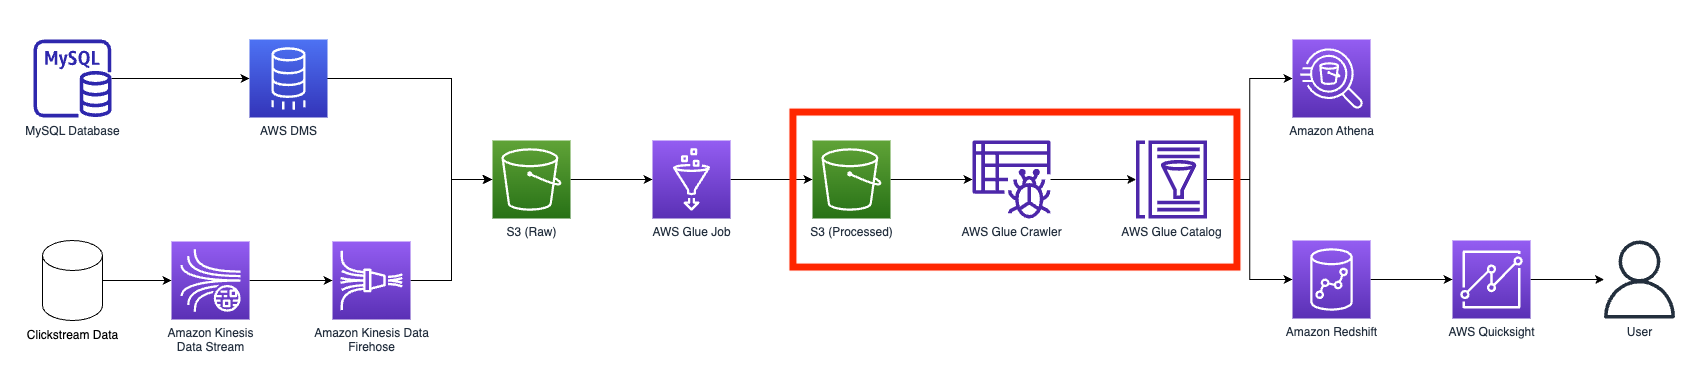 MySQL
MySQL Database
AWS DMS
Amazon Athena
S3 (Raw)
AWS Glue Job
S3 (Processed)
AWS Glue Crawler
AWS Glue Catalog
Clickstream Data
Amazon Kinesis
Data Stream
Amazon Kinesis Data
Firehose
Amazon Redshift
AWS Quicksight
User